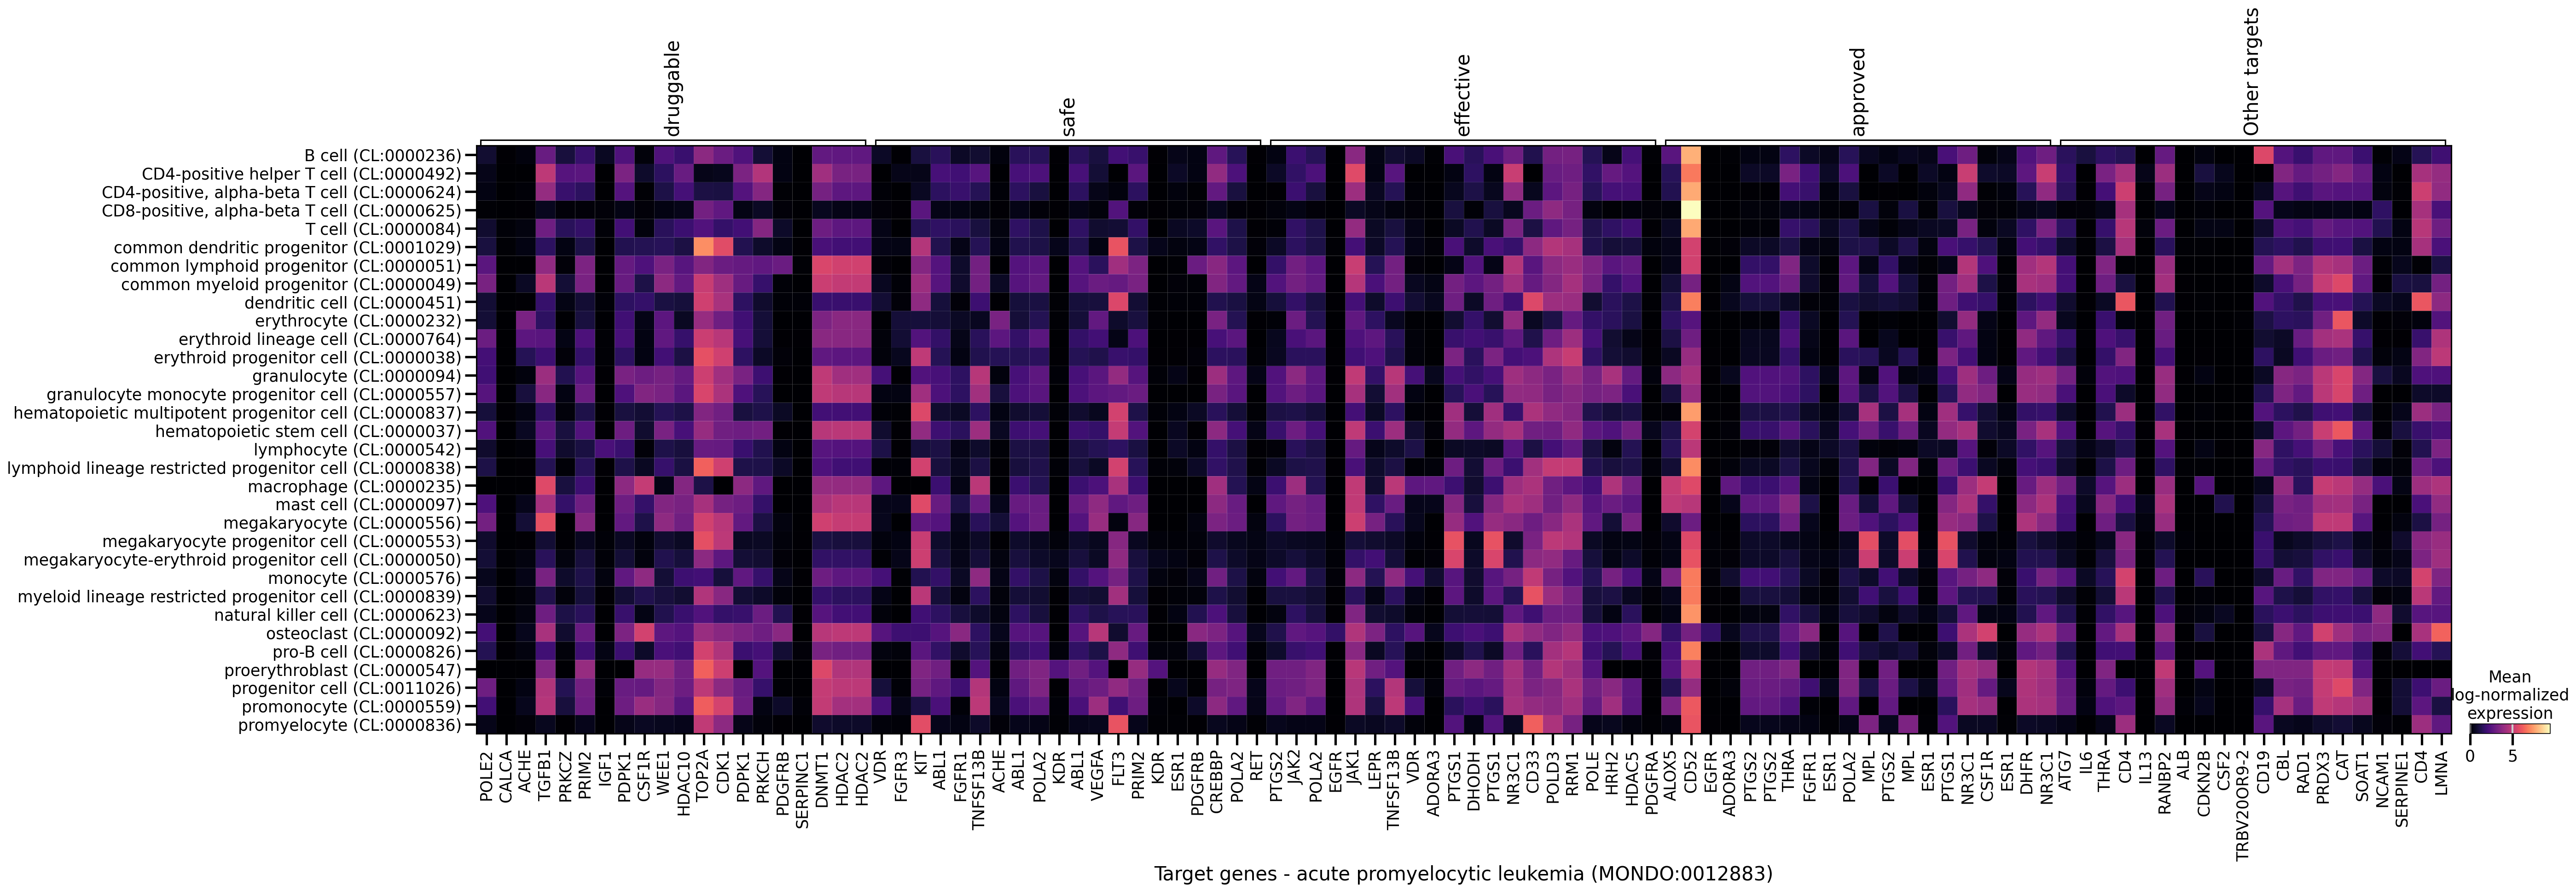 druggable
safe
effective
approved
Other targets
B cell (CL:0000236)
CD4-positive helper T cell (CL:0000492)
CD4-positive, alpha-beta T cell (CL:0000624)
CD8-positive, alpha-beta T cell (CL:0000625)
T cell (CL:0000084)
common dendritic progenitor (CL:0001029)
common lymphoid progenitor (CL:0000051)
common myeloid progenitor (CL:0000049)
dendritic cell (CL:0000451)
erythrocyte (CL:0000232)
erythroid lineage cell (CL:0000764)
erythroid progenitor cell (CL:0000038)
granulocyte (CL:0000094)
granulocyte monocyte progenitor cell (CL:0000557)
hematopoietic multipotent progenitor cell (CL:0000837)
hematopoietic stem cell (CL:0000037)
lymphocyte (CL:0000542)
lymphoid lineage restricted progenitor cell (CL:0000838)
macrophage (CL:0000235)
mast cell (CL:0000097)
megakaryocyte (CL:0000556)
megakaryocyte progenitor cell (CL:0000553)
megakaryocyte-erythroid progenitor cell (CL:0000050)
monocyte (CL:0000576)
myeloid lineage restricted progenitor cell (CL:0000839)
natural killer cell (CL:0000623)
osteoclast (CL:0000092)
pro-B cell (CL:0000826)
proerythroblast (CL:0000547)
progenitor cell (CL:0011026)
promonocyte (CL:0000559)
promyelocyte (CL:0000836)
POLE2
CALCA
ACHE
TGFB1
PRKCZ
PRIM2
IGF1
PDPK1
CSF1R
WEE1
HDAC10
TOP2A
CDK1
PDPK1
PRKCH
PDGFRB
SERPINC1
DNMT1
HDAC2
HDAC2
VDR
FGFR3
KIT
ABL1
FGFR1
TNFSF13B
ACHE
ABL1
POLA2
KDR
ABL1
VEGFA
FLT3
PRIM2
KDR
ESR1
PDGFRB
CREBBP
POLA2
RET
PTGS2
JAK2
POLA2
EGFR
JAK1
LEPR
TNFSF13B
VDR
ADORA3
PTGS1
DHODH
PTGS1
NR3C1
CD33
POLD3
RRM1
POLE
HRH2
HDAC5
PDGFRA
ALOX5
CD52
EGFR
ADORA3
PTGS2
PTGS2
THRA
FGFR1
ESR1
POLA2
MPL
PTGS2
MPL
ESR1
PTGS1
NR3C1
CSF1R
ESR1
DHFR
NR3C1
ATG7
IL6
THRA
CD4
IL13
RANBP2
ALB
CDKN2B
CSF2
TRBV20OR9-2
CD19
CBL
RAD1
PRDX3
CAT
SOAT1
NCAM1
SERPINE1
CD4
LMNA
Target genes - acute promyelocytic leukemia (MONDO:0012883)
Mean
log-normalized
expression
0 5